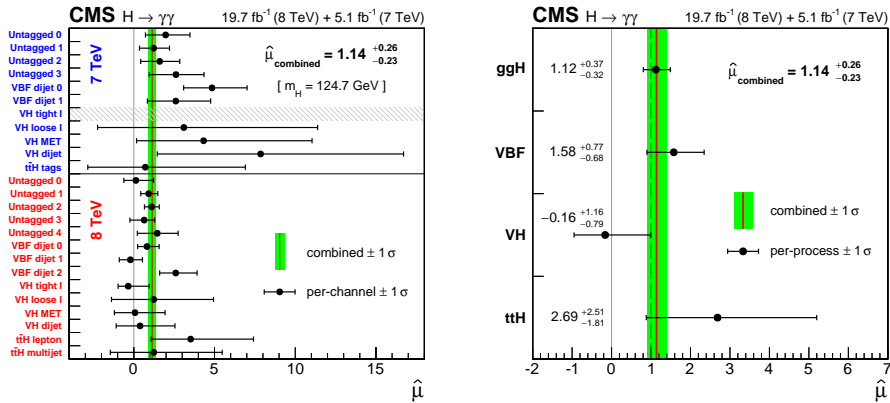 CMS H → γγ 19.7 fb⁻¹ (8 TeV) + 5.1 fb⁻¹ (7 TeV)
7 TeV
Untagged 0
Untagged 1
Untagged 2
Untagged 3
VBF dijet 0
VBF dijet 1
VH tight l
VH loose l
VH MET
VH dijet
tt̄H tags
μ̂combined = 1.14 +0.26 −0.23
[ mH = 124.7 GeV ]
8 TeV
Untagged 0
Untagged 1
Untagged 2
Untagged 3
Untagged 4
VBF dijet 0
VBF dijet 1
VBF dijet 2
VH tight l
VH loose l
VH MET
VH dijet
tt̄H lepton
tt̄H multijet
combined ± 1 σ
per-channel ± 1 σ
0 5 10 15
μ̂
CMS H → γγ 19.7 fb⁻¹ (8 TeV) + 5.1 fb⁻¹ (7 TeV)
ggH 1.12 +0.37 −0.32
μ̂combined = 1.14 +0.26 −0.23
VBF 1.58 +0.77 −0.68
VH −0.16 +1.16 −0.79
combined ± 1 σ
per-process ± 1 σ
ttH 2.69 +2.51 −1.81
-2 -1 0 1 2 3 4 5 6 7
μ̂